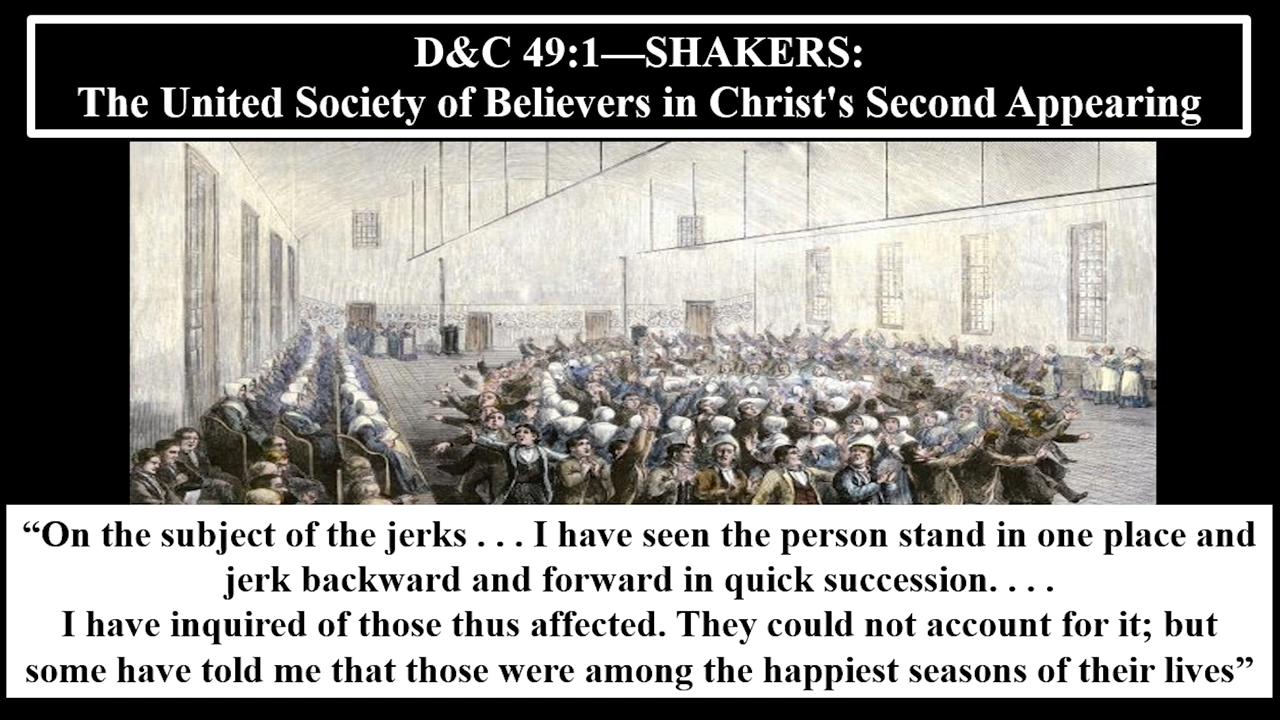 D&C 49:1—SHAKERS:
The United Society of Believers in Christ's Second Appearing
“On the subject of the jerks . . . I have seen the person stand in one place and
jerk backward and forward in quick succession. . . .
I have inquired of those thus affected. They could not account for it; but
some have told me that those were among the happiest seasons of their lives”